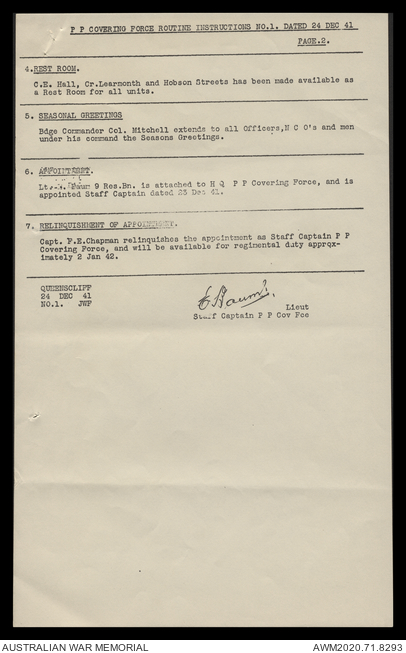 P P COVERING FORCE ROUTINE INSTRUCTIONS NO.1. DATED 24 DEC 41
PAGE.2.
4.REST ROOM.
C.E. Hall, Cr.Learmonth and Hobson Streets has been made available as
a Rest Room for all units.
5. SEASONAL GREETINGS
Bdge Commander Col. Mitchell extends to all Officers,N C O's and men
under his command the Seasons Greetings.
6. APPOINTMENT.
Lt. 9 Res.Bn. is attached to H Q P P Covering Force, and is
appointed Staff Captain dated 23 Dec 41.
7. RELINQUISHMENT OF APPOINTMENT.
Capt. F.E.Chapman relinquishes the appointment as Staff Captain P P
Covering Force, and will be available for regimental duty approx-
imately 2 Jan 42.
QUEENSCLIFF
24 DEC 41
NO.1. JWP
Lieut
Staff Captain P P Cov Fce
AUSTRALIAN WAR MEMORIAL
AWM2020.71.8293